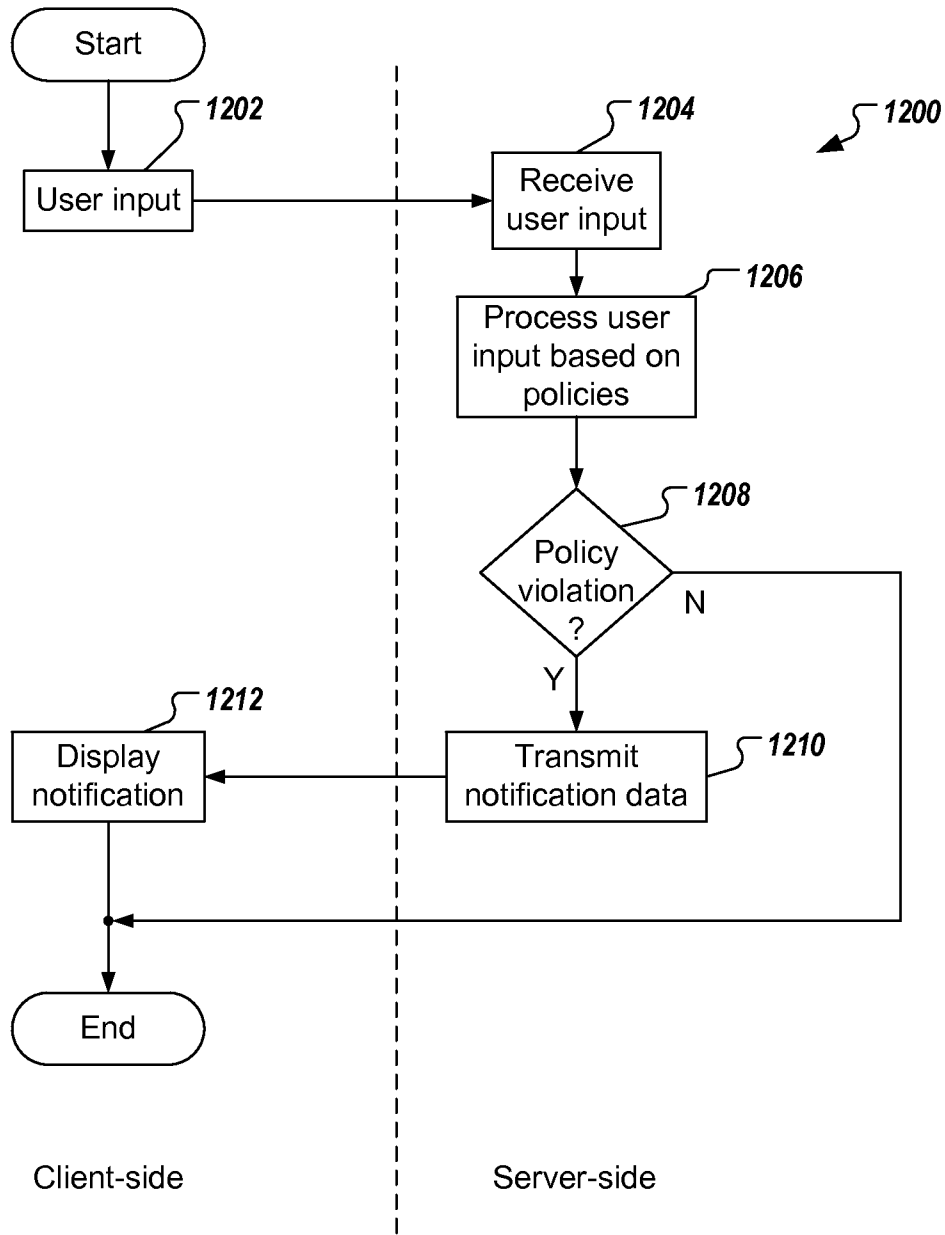 Start
1202
1204
1200
User input
Receive
user input
1206
Process user
input based on
policies
1208
Policy
violation
?
N
Y
1212
1210
Display
notification
Transmit
notification data
End
Client-side
Server-side